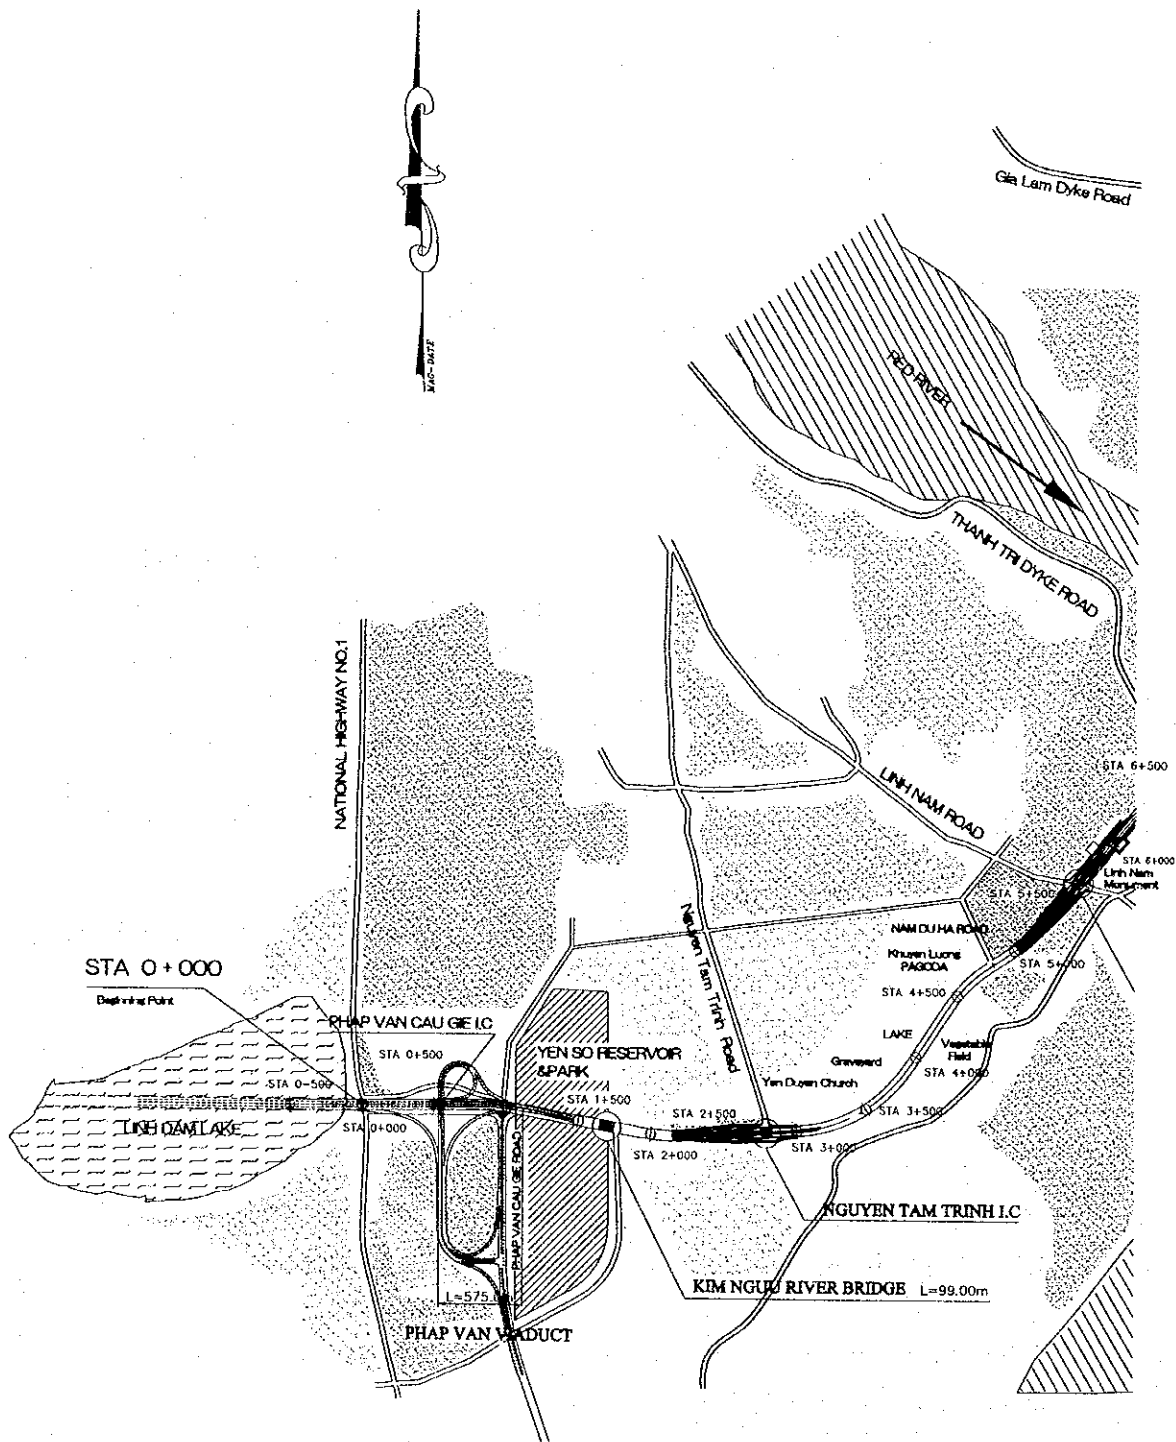 MAG-DATE
Gia Lam Dyke Road
RED RIVER
THANH TRI DYKE ROAD
NATIONAL HIGHWAY NO.1
LINH NAM ROAD
STA 6+500
STA 6+000
Linh Nam
Monument
STA 5+500
NAM DU HA ROAD
Khuyen Luong
PAGODA
STA 5+000
STA 4+500
Nguyen Tam Trinh Road
STA 0+000
Beginning Point
PHAP VAN CAU GIE I.C
STA 0+500
YEN SO RESERVOIR
&PARK
LAKE
Vegetable
Field
Graveyard
STA 4+000
Yen Duyen Church
STA 0-500
STA 1+500
STA 2+500
STA 3+500
LINH DAM LAKE
STA 0+000
STA 2+000
STA 3+000
PHAP VAN CAU GIE ROAD
NGUYEN TAM TRINH I.C
KIM NGUU RIVER BRIDGE L=99.00m
L=575.
PHAP VAN VIADUCT